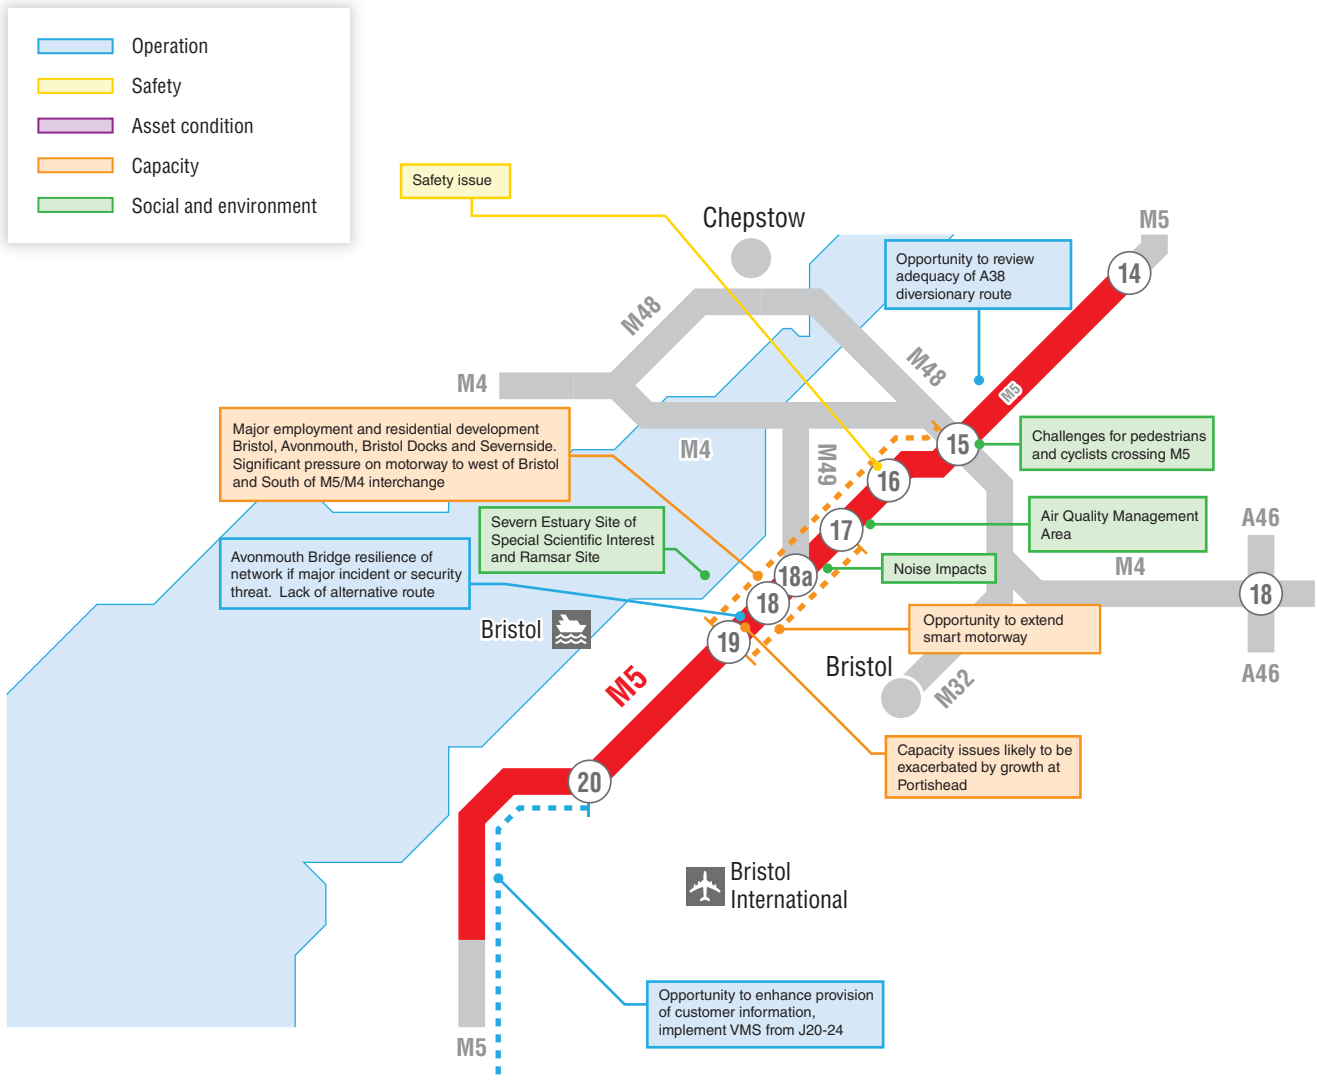 Operation
Safety
Asset condition
Capacity
Social and environment
Safety issue
Chepstow
M5
Opportunity to review
adequacy of A38
diversionary route
14
M48
M48
M4
M5
Major employment and residential development
Bristol, Avonmouth, Bristol Docks and Severnside.
Significant pressure on motorway to west of Bristol
and South of M5/M4 interchange
M4
M49
15
Challenges for pedestrians
and cyclists crossing M5
16
Severn Estuary Site of
Special Scientific Interest
and Ramsar Site
17
Air Quality Management
Area
A46
Avonmouth Bridge resilience of
network if major incident or security
threat.  Lack of alternative route
18a
Noise Impacts
M4
18
18
Bristol
19
Opportunity to extend
smart motorway
Bristol
M32
A46
M5
Capacity issues likely to be
exacerbated by growth at
Portishead
20
Bristol
International
Opportunity to enhance provision
of customer information,
implement VMS from J20-24
M5